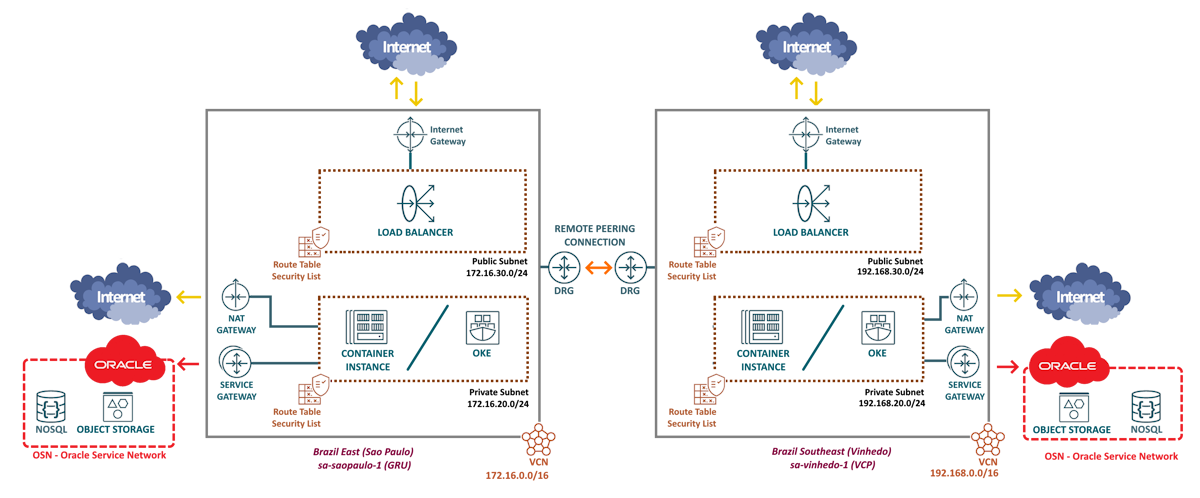 Internet
Internet
Internet
Gateway
Internet
Gateway
LOAD BALANCER
LOAD BALANCER
REMOTE PEERING
CONNECTION
Public Subnet
172.16.30.0/24
Public Subnet
192.168.30.0/24
Route Table
Security List
Route Table
Security List
DRG
DRG
Internet
NAT
GATEWAY
NAT
GATEWAY
Internet
CONTAINER
INSTANCE
OKE
CONTAINER
INSTANCE
OKE
ORACLE
SERVICE
GATEWAY
SERVICE
GATEWAY
ORACLE
Private Subnet
172.16.20.0/24
Private Subnet
192.168.20.0/24
Route Table
Security List
Route Table
Security List
NOSQL
OBJECT STORAGE
OBJECT STORAGE
NOSQL
OSN - Oracle Service Network
OSN - Oracle Service Network
Brazil East (Sao Paulo)
sa-saopaulo-1 (GRU)
VCN
172.16.0.0/16
Brazil Southeast (Vinhedo)
sa-vinhedo-1 (VCP)
VCN
192.168.0.0/16